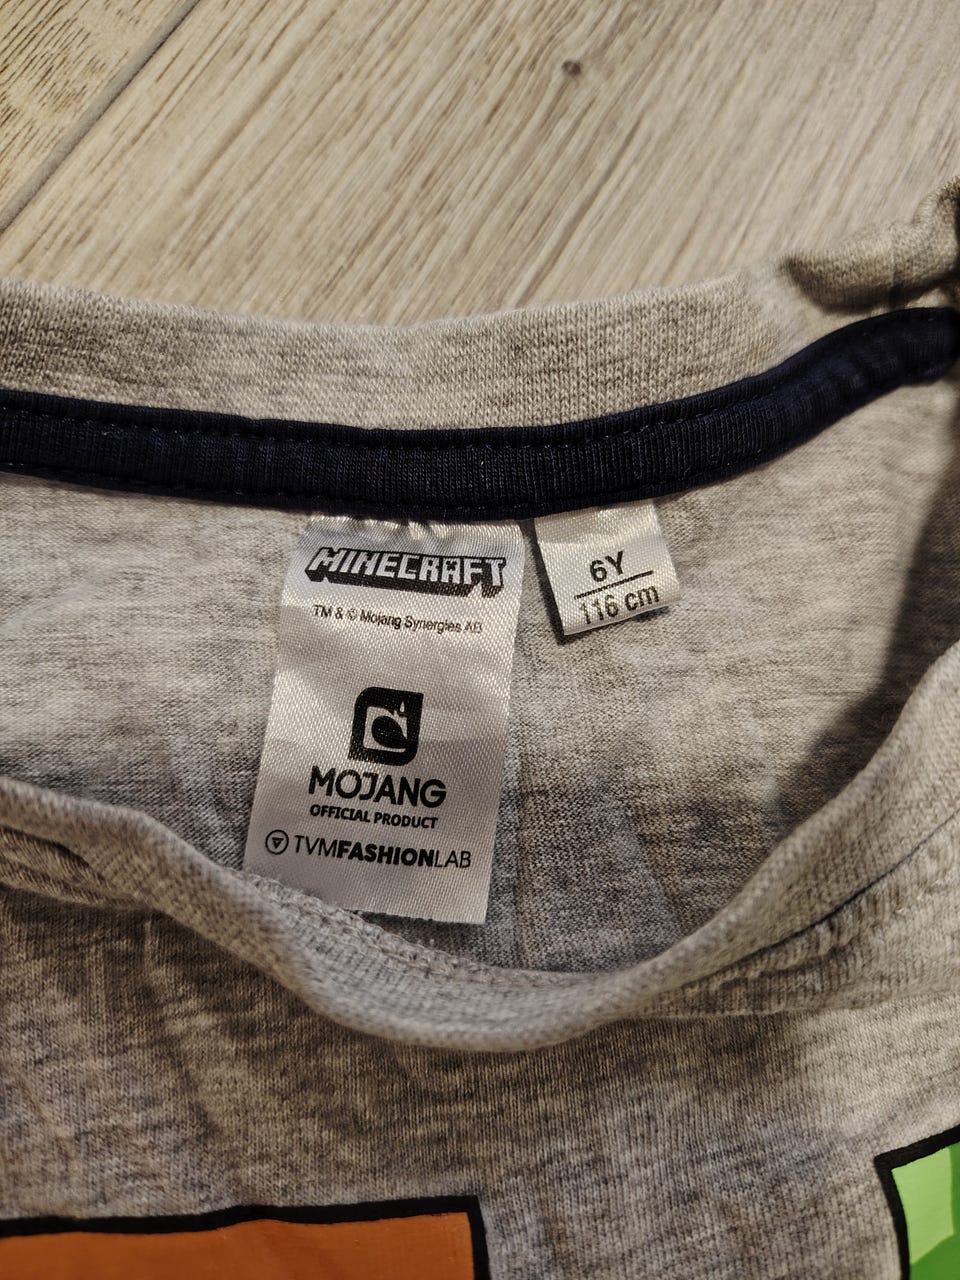 MINECRAFT
TM & © Mojang Synergies AB
MOJANG
OFFICIAL PRODUCT
TVMFASHIONLAB
6Y
116 cm